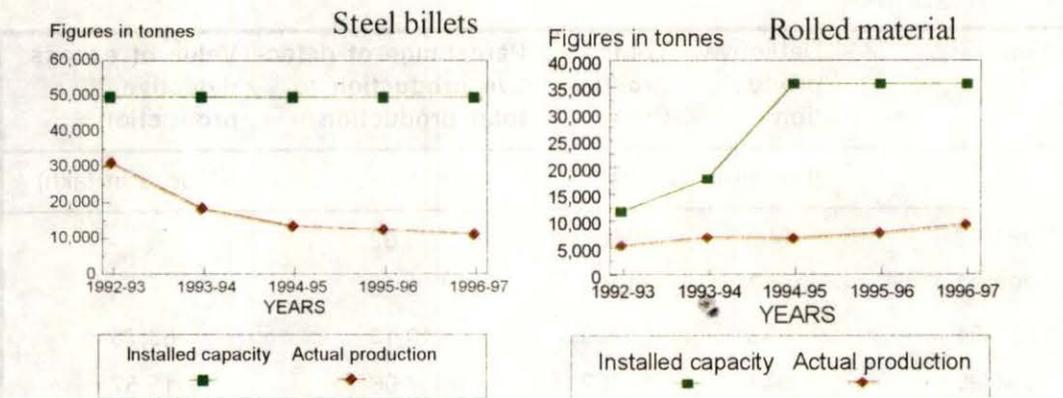 Steel billets
Figures in tonnes
60,000
50,000
40,000
30,000
20,000
10,000
0
1992-93 1993-94 1994-95 1995-96 1996-97
YEARS
Installed capacity Actual production
Rolled material
Figures in tonnes
40,000
35,000
30,000
25,000
20,000
15,000
10,000
5,000
0
1992-93 1993-94 1994-95 1995-96 1996-97
YEARS
Installed capacity Actual production